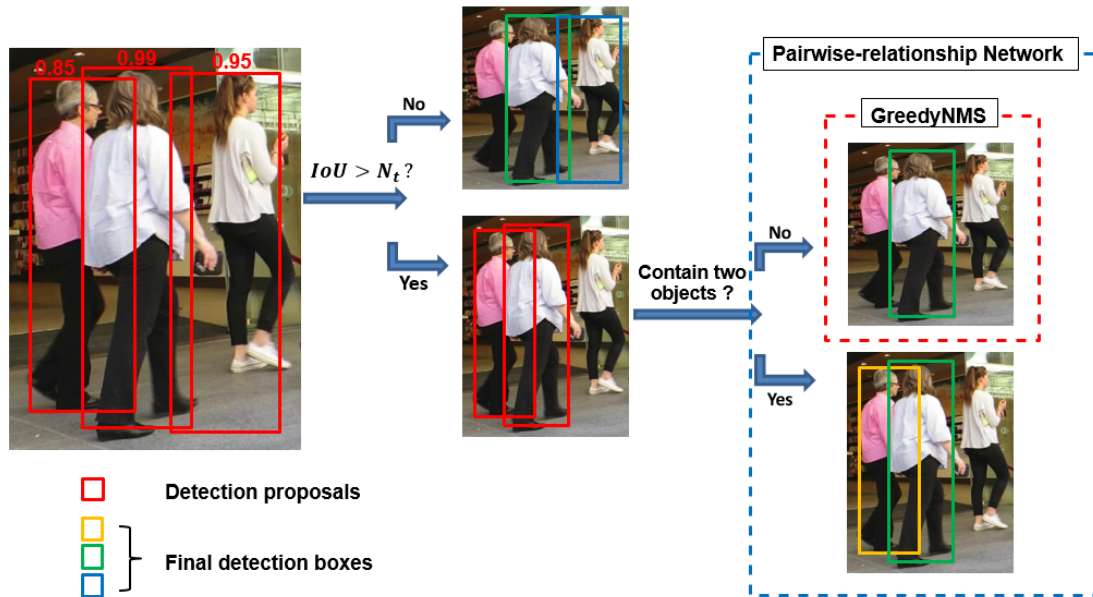 0.85
0.99
0.95
IoU > N_t ?
No
Yes
Contain two
objects ?
Pairwise-relationship Network
GreedyNMS
No
Yes
Detection proposals
Final detection boxes